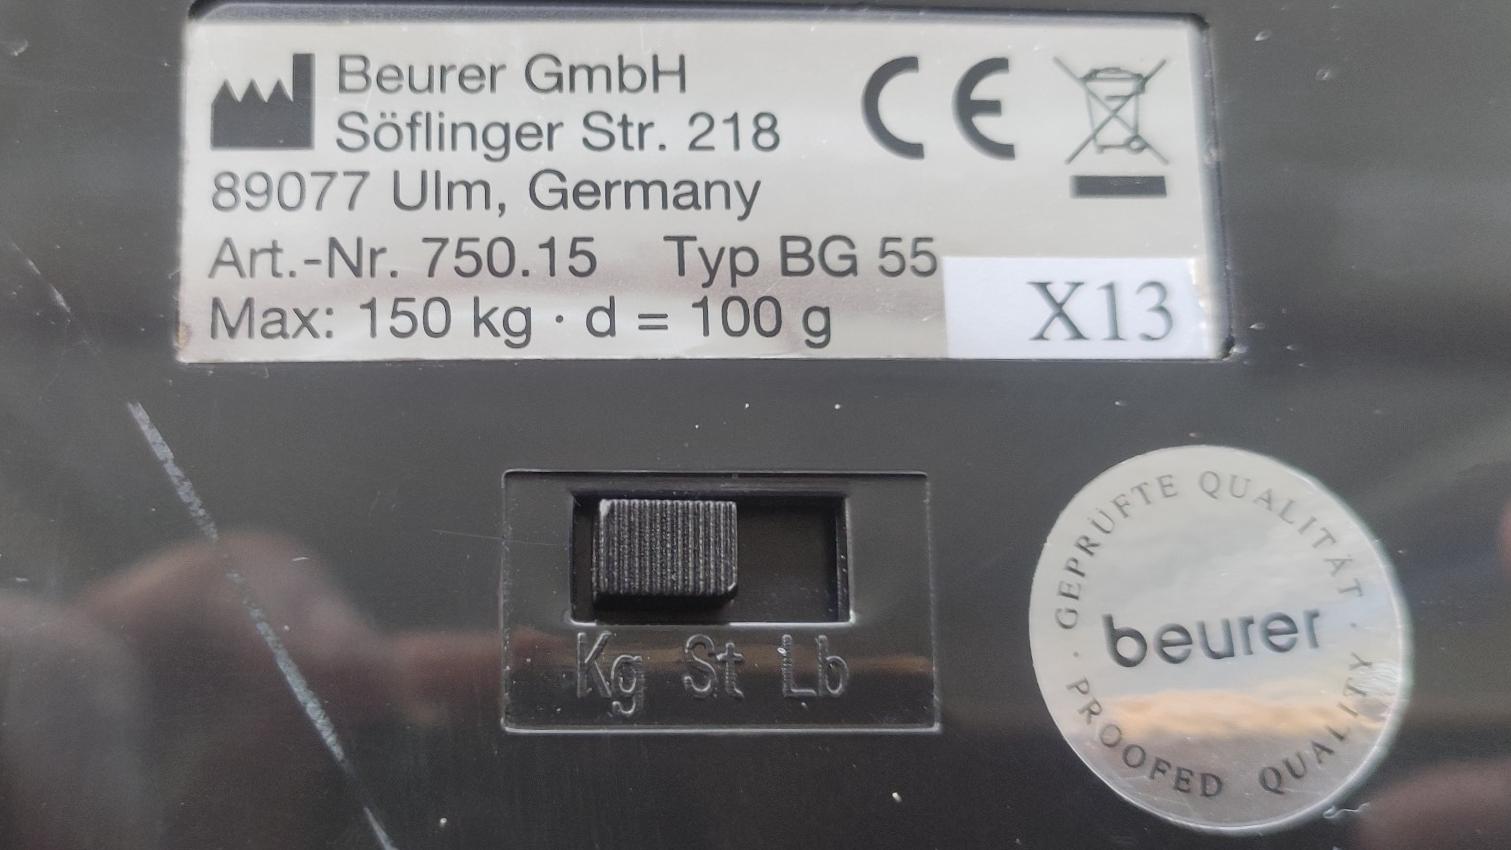 Beurer GmbH
Söflinger Str. 218
89077 Ulm, Germany
Art.-Nr. 750.15 Typ BG 55
Max: 150 kg · d = 100 g
CE
X13
Kg St Lb
· GEPRÜFTE QUALITÄT ·
beurer
PROOFED QUALITY